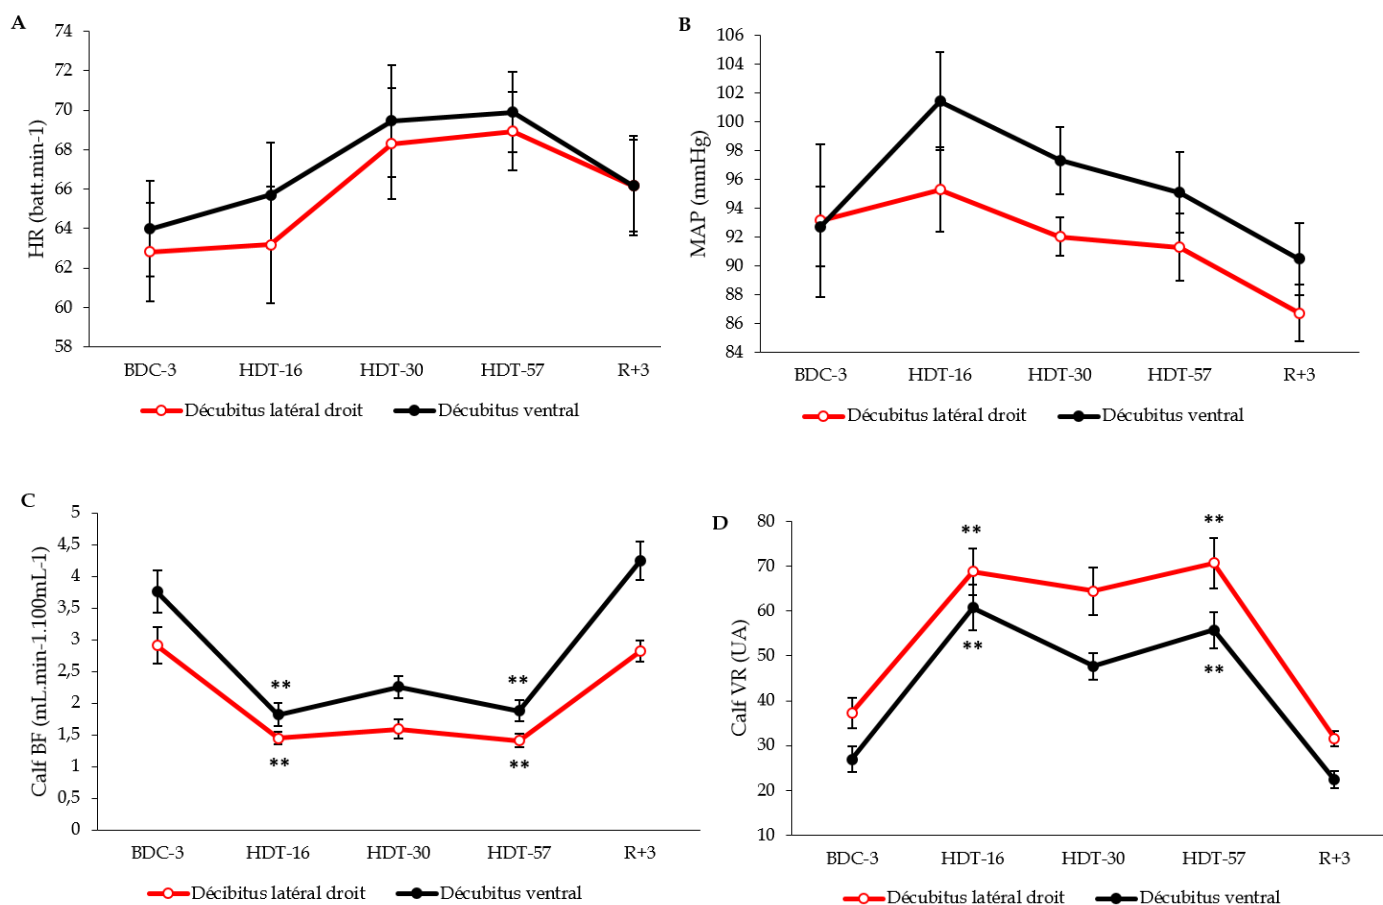 A
HR (batt.min-1)
74
72
70
68
66
64
62
60
58
BDC-3 HDT-16 HDT-30 HDT-57 R+3
Décubitus latéral droit Décubitus ventral
B
MAP (mmHg)
106
104
102
100
98
96
94
92
90
88
86
84
BDC-3 HDT-16 HDT-30 HDT-57 R+3
Décubitus latéral droit Décubitus ventral
C
Calf BF (mL.min-1.100mL-1)
5
4,5
4
3,5
3
2,5
2
1,5
1
0,5
0
** **
** **
BDC-3 HDT-16 HDT-30 HDT-57 R+3
Décibitus latéral droit Décubitus ventral
D
Calf VR (UA)
80
70
60
50
40
30
20
10
** **
** **
BDC-3 HDT-16 HDT-30 HDT-57 R+3
Décubitus latéral droit Décubitus ventral